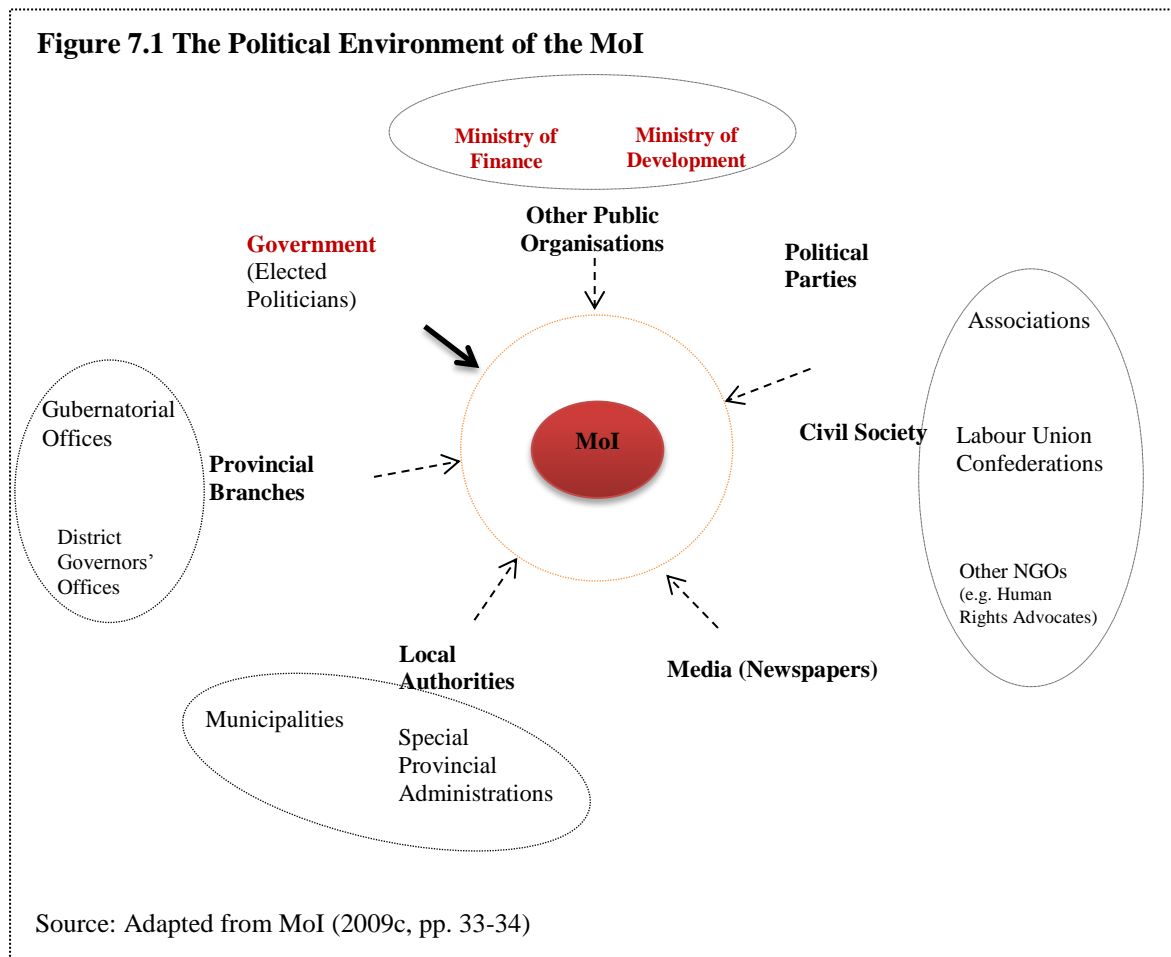 Figure 7.1 The Political Environment of the MoI
Ministry of
Finance
Ministry of
Development
Other Public
Organisations
Government
(Elected
Politicians)
Political
Parties
Associations
Gubernatorial
Offices
MoI
Civil Society
Labour Union
Confederations
Provincial
Branches
District
Governors’
Offices
Other NGOs
(e.g. Human
Rights Advocates)
Local
Authorities
Media (Newspapers)
Municipalities
Special
Provincial
Administrations
Source: Adapted from MoI (2009c, pp. 33-34)